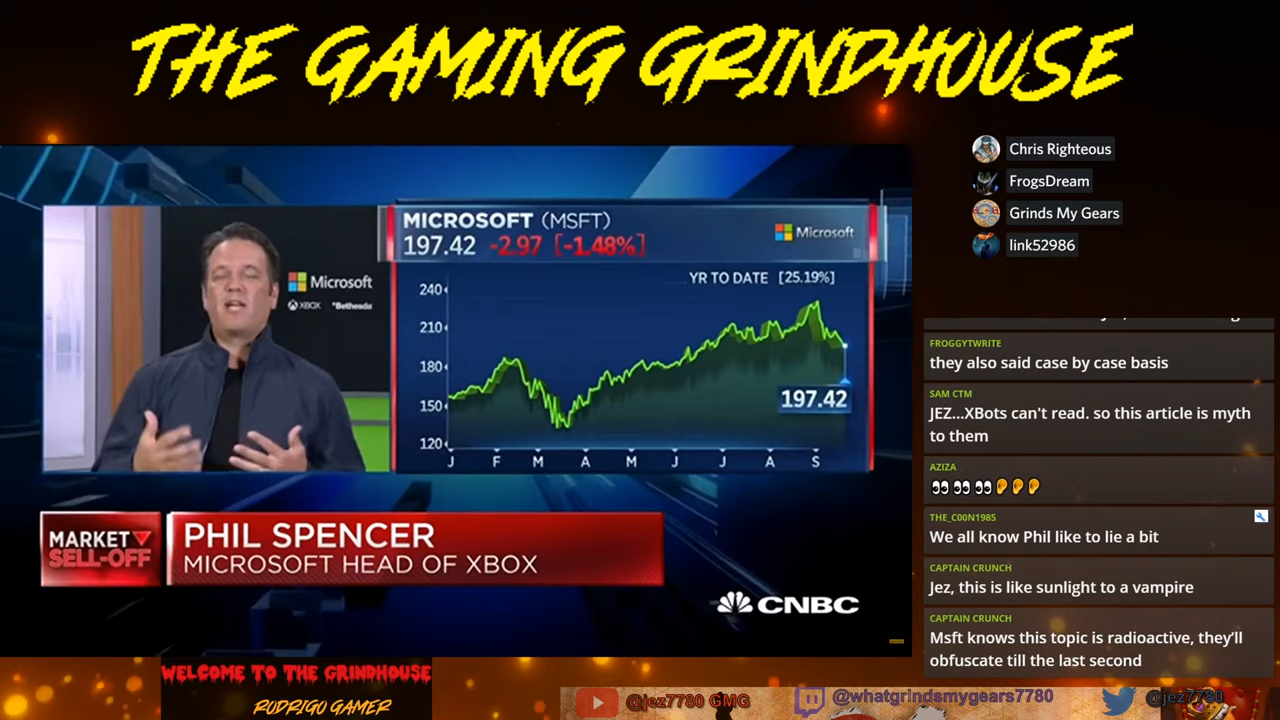 THE GAMING GRINDHOUSE
Chris Righteous
FrogsDream
Grinds My Gears
link52986
Microsoft
XBOX Bethesda
MICROSOFT (MSFT)
197.42 -2.97 [-1.48%]
Microsoft
YR TO DATE [25.19%]
240
210
180
150
120
197.42
J F M A M J J A S
MARKET
SELL-OFF
PHIL SPENCER
MICROSOFT HEAD OF XBOX
CNBC
FROGGYTWRITE
they also said case by case basis
SAM CTM
JEZ...XBots can't read. so this article is myth
to them
AZIZA
👀 👀 👀 👂 👂 👂
THE_C00N1985
We all know Phil like to lie a bit
CAPTAIN CRUNCH
Jez, this is like sunlight to a vampire
CAPTAIN CRUNCH
Msft knows this topic is radioactive, they'll
obfuscate till the last second
WELCOME TO THE GRINDHOUSE
RODRIGO GAMER
@jez7780 GMG
@whatgrindsmygears7780
@jez7780